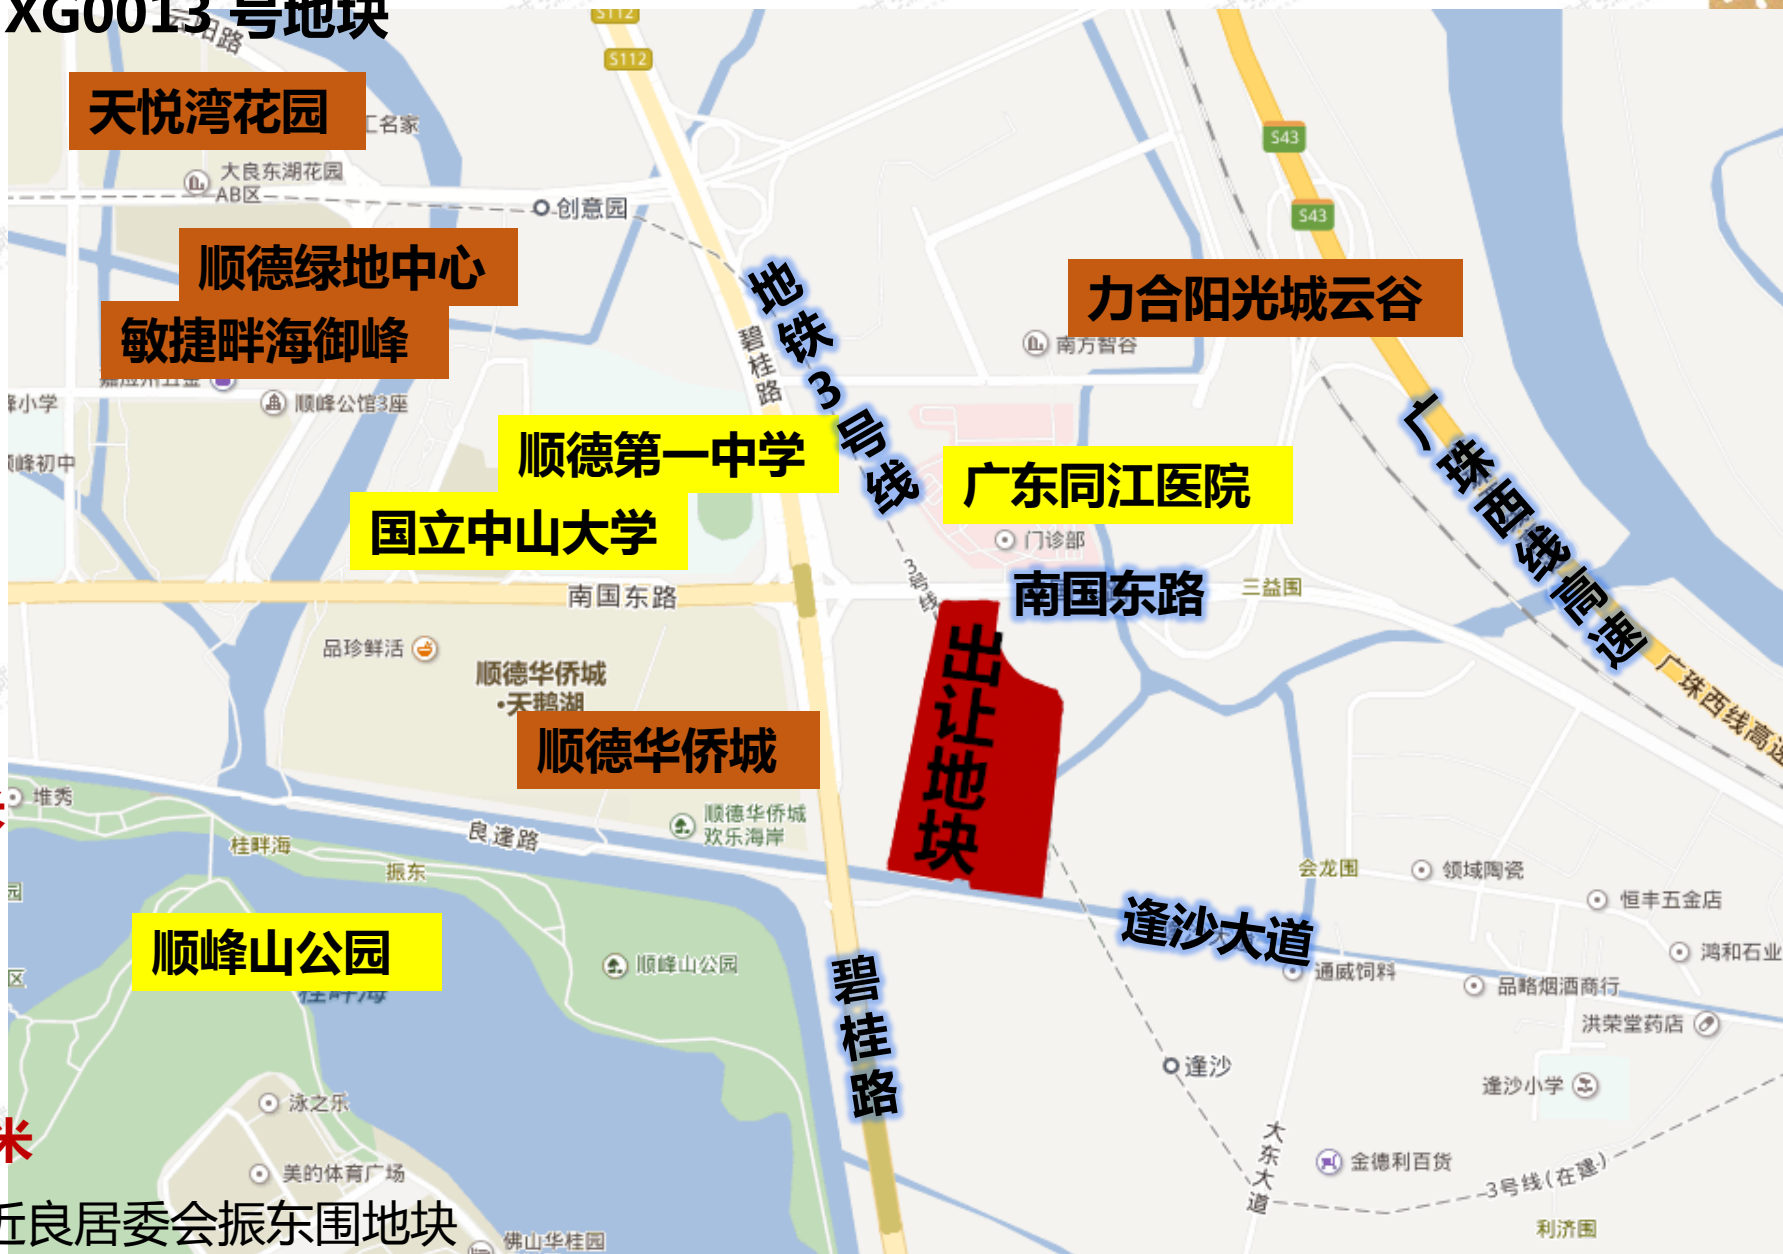 XG0013 号地块
S112
S112
天悦湾花园
汇名家
大良东湖花园
AB区
创意园
S43
S43
顺德绿地中心
敏捷畔海御峰
地铁3号线
碧桂路
力合阳光城云谷
南方智谷
顺峰公馆3座
峰小学
顺德第一中学
广东同江医院
广珠西线高速
峰初中
国立中山大学
门诊部
3号线
南国东路
南国东路
三益围
出让地块
品珍鲜活
顺德华侨城
·天鹅湖
广珠西线高速
顺德华侨城
堆秀
顺德华侨城
欢乐海岸
良逢路
桂畔海
振东
会龙围
领域陶瓷
园
恒丰五金店
逢沙大道
顺峰山公园
顺峰山公园
鸿和石业
区
通威饲料
品略烟酒商行
桂畔海
碧桂路
洪荣堂药店
逢沙
逢沙小学
泳之乐
米
大东大道
金德利百货
美的体育广场
3号线(在建)
近良居委会振东围地块
利济围
佛山华桂园